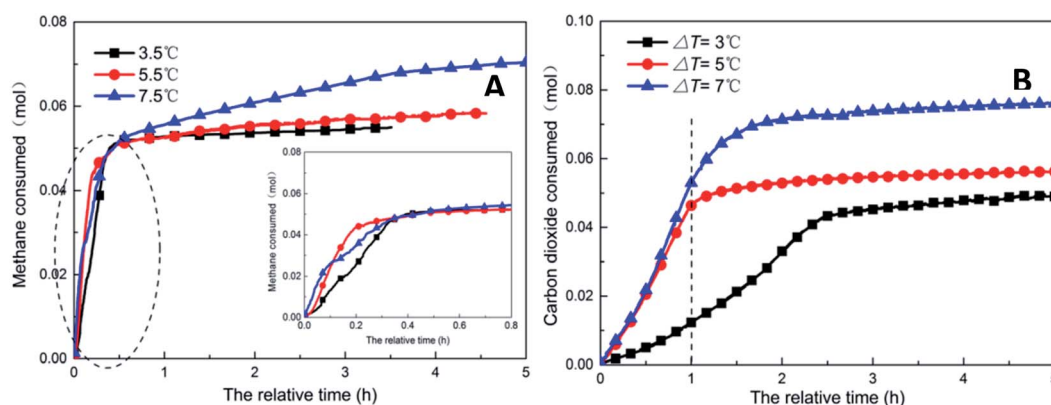 A
3.5℃
5.5℃
7.5℃
Methane consumed（mol）
0.08
0.06
0.04
0.02
0.00
0 1 2 3 4 5
The relative time (h)
Methane consumed（mol）
0.08
0.06
0.04
0.02
0.00
0.0 0.2 0.4 0.6 0.8
The relative time (h)
B
△T= 3℃
△T= 5℃
△T= 7℃
Carbon dioxide consumed（mol）
0.10
0.08
0.06
0.04
0.02
0.00
0 1 2 3 4
The relative time (h)